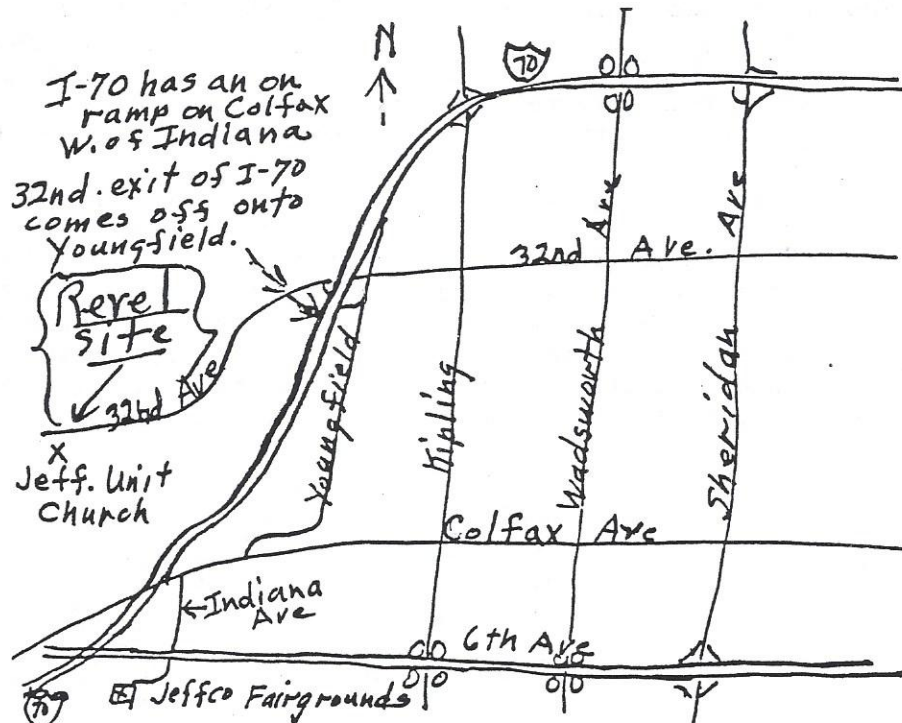 N
70
I-70 has an on
ramp on Colfax
W. of Indiana
32nd. exit of I-70
comes off onto
Youngfield.
Revel
site
32nd Ave
X
Jeff. Unit
Church
32nd Ave.
Youngfield
Kipling
Wadsworth Ave
Sheridan Ave
Colfax Ave
Indiana
Ave
6th Ave
70
Jeffco Fairgrounds